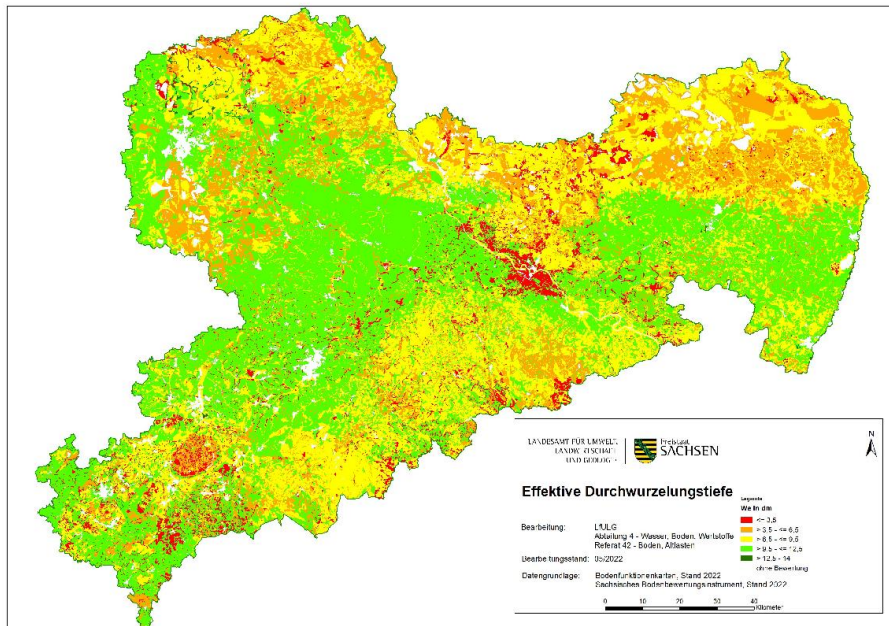 LANDESAMT FÜR UMWELT,
LANDWIRTSCHAFT
UND GEOLOGIE
Freistaat
SACHSEN
N
Effektive Durchwurzelungstiefe
Legende
We in dm
<= 3,5
> 3,5 - <= 6,5
> 6,5 - <= 9,5
> 9,5 - <= 12,5
> 12,5 - 14
ohne Bewertung
Bearbeitung: LfULG
Abteilung 4 - Wasser, Boden, Wertstoffe
Referat 42 - Boden, Altlasten
Bearbeitungsstand: 05/2022
Datengrundlage: Bodenfunktionenkarten, Stand 2022
Sächsisches Bodenbewertungsinstrument, Stand 2022
0 10 20 30 40
Kilometer